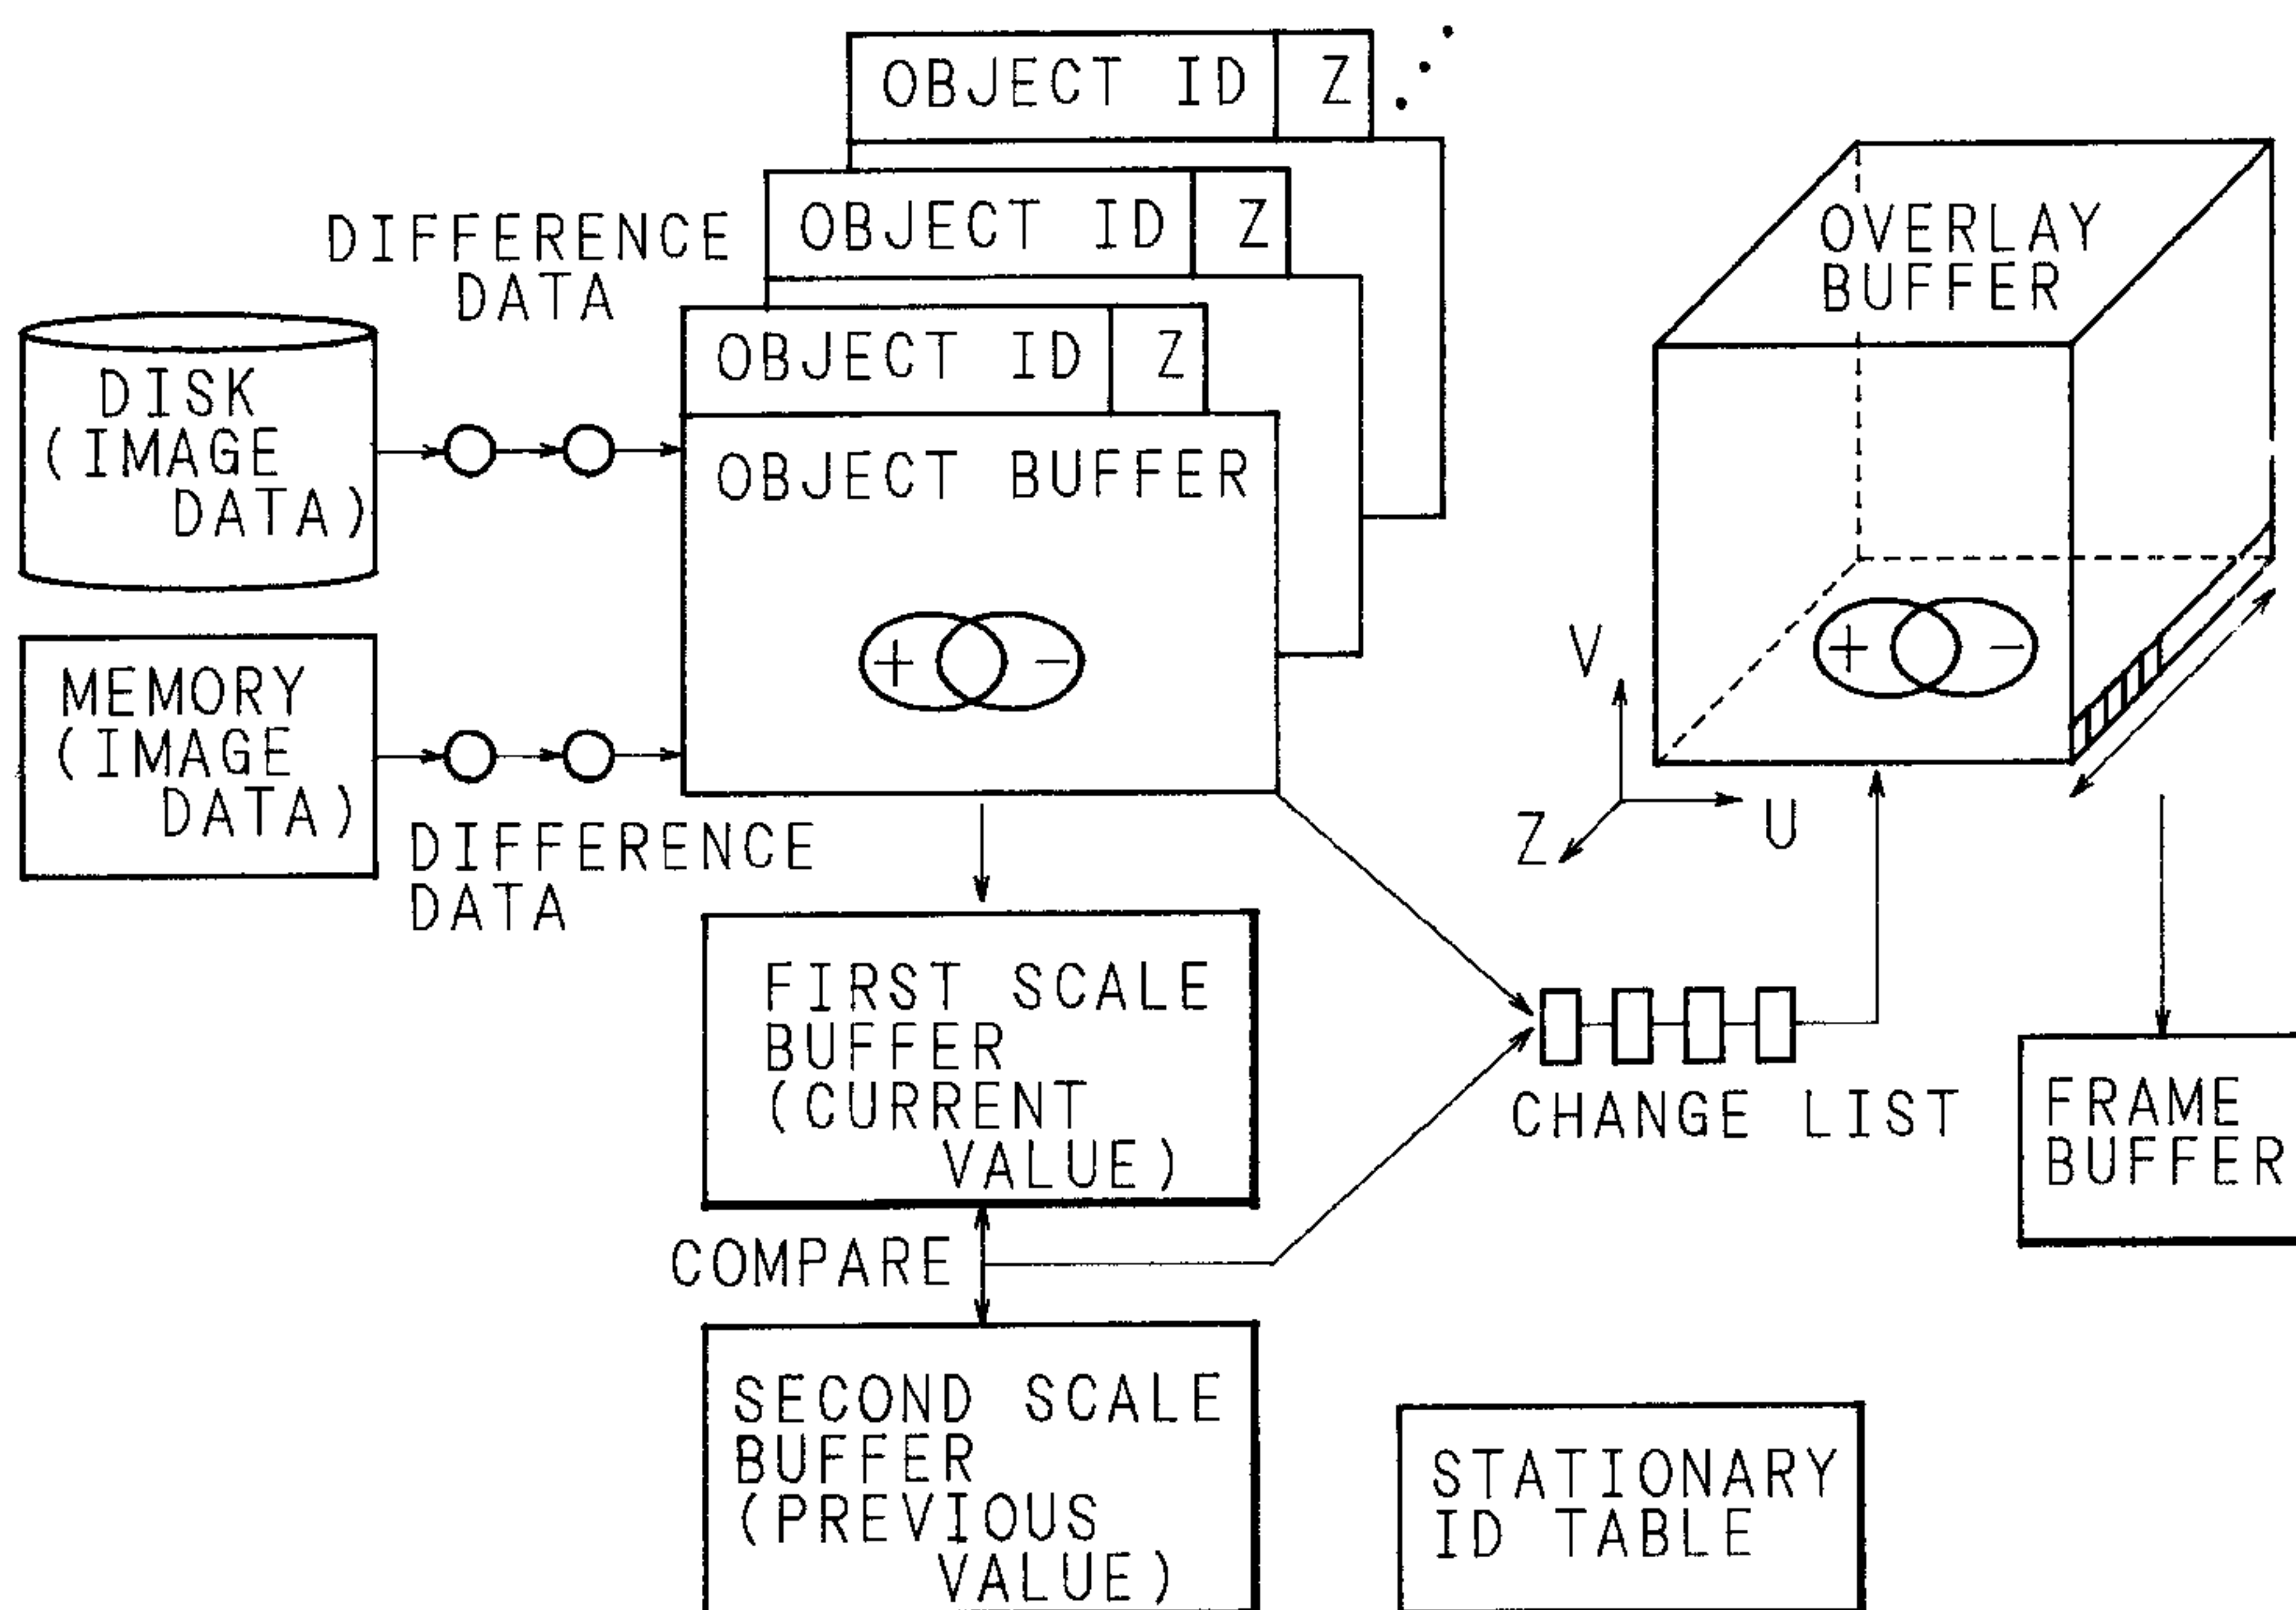 OBJECT ID Z
OBJECT ID Z
DIFFERENCE
DATA
OBJECT ID Z
OBJECT BUFFER
+ -
DISK
(IMAGE
DATA)
MEMORY
(IMAGE
DATA)
DIFFERENCE
DATA
OVERLAY
BUFFER
+ -
V
U
Z
FIRST SCALE
BUFFER
(CURRENT
VALUE)
COMPARE
CHANGE LIST
FRAME
BUFFER
SECOND SCALE
BUFFER
(PREVIOUS
VALUE)
STATIONARY
ID TABLE